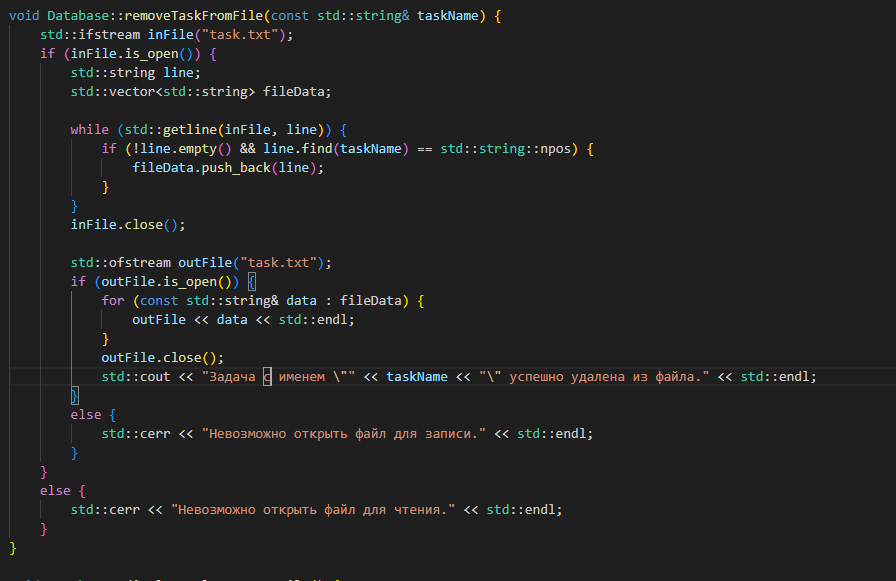 void Database::removeTaskFromFile(const std::string& taskName) {
    std::ifstream inFile("task.txt");
    if (inFile.is_open()) {
        std::string line;
        std::vector<std::string> fileData;

        while (std::getline(inFile, line)) {
            if (!line.empty() && line.find(taskName) == std::string::npos) {
                fileData.push_back(line);
            }
        }
        inFile.close();

        std::ofstream outFile("task.txt");
        if (outFile.is_open()) {
            for (const std::string& data : fileData) {
                outFile << data << std::endl;
            }
            outFile.close();
            std::cout << "Задача с именем \"" << taskName << "\" успешно удалена из файла." << std::endl;
        }
        else {
            std::cerr << "Невозможно открыть файл для записи." << std::endl;
        }
    }
    else {
        std::cerr << "Невозможно открыть файл для чтения." << std::endl;
    }
}